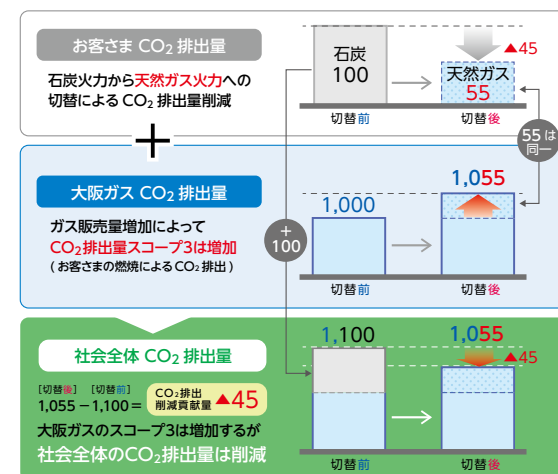 お客さま CO₂ 排出量
石炭火力から天然ガス火力への
切替による CO₂ 排出量削減
石炭
100
切替前
▲45
天然ガス
55
切替後
＋
55は
同一
大阪ガス CO₂ 排出量
ガス販売量増加によって
CO₂排出量スコープ3は増加
(お客さまの燃焼によるCO₂排出)
1,000
切替前
1,055
切替後
＋
100
社会全体 CO₂ 排出量
[切替後] [切替前]
1,055－1,100＝
CO₂排出
削減貢献量
▲45
大阪ガスのスコープ3は増加するが
社会全体のCO₂排出量は削減
1,100
切替前
1,055
▲45
切替後